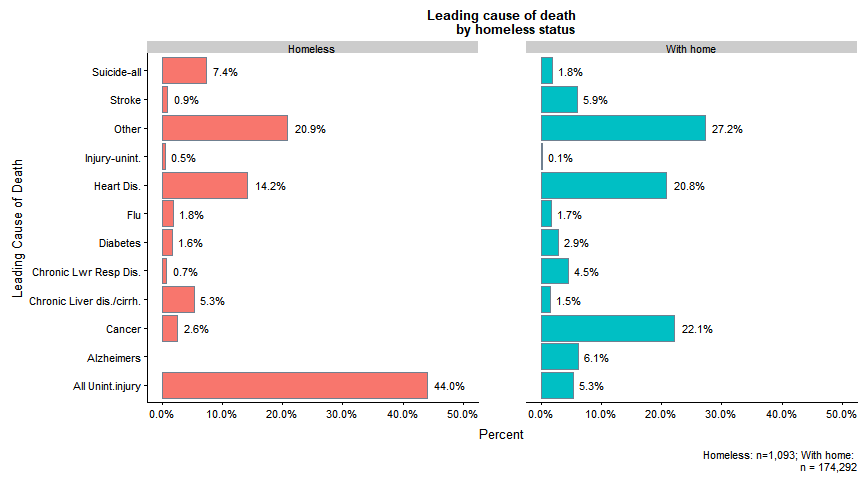 Leading cause of death
by homeless status
Homeless
With home
Leading Cause of Death
Suicide-all
7.4%
1.8%
Stroke
0.9%
5.9%
Other
20.9%
27.2%
Injury-unint.
0.5%
0.1%
Heart Dis.
14.2%
20.8%
Flu
1.8%
1.7%
Diabetes
1.6%
2.9%
Chronic Lwr Resp Dis.
0.7%
4.5%
Chronic Liver dis./cirrh.
5.3%
1.5%
Cancer
2.6%
22.1%
Alzheimers
6.1%
All Unint.injury
44.0%
5.3%
0.0% 10.0% 20.0% 30.0% 40.0% 50.0%
0.0% 10.0% 20.0% 30.0% 40.0% 50.0%
Percent
Homeless: n=1,093; With home:
n = 174,292